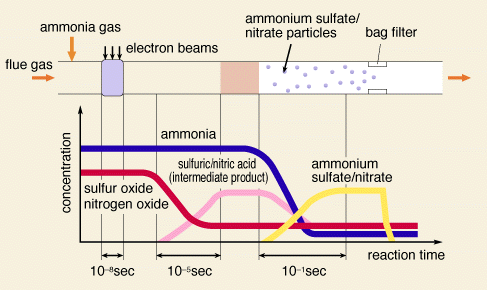 ammonia gas
electron beams
flue gas
ammonium sulfate/
nitrate particles
bag filter
concentration
ammonia
sulfur oxide
nitrogen oxide
sulfuric/nitric acid
(intermediate product)
ammonium
sulfate/nitrate
reaction time
10⁻⁸sec
10⁻⁵sec
10⁻¹sec